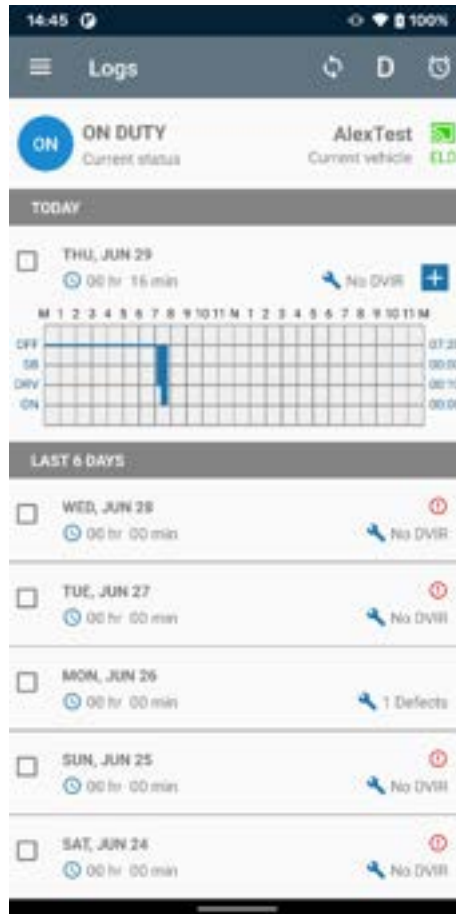 14:45 100%
Logs D
ON ON DUTY AlexTest
Current status Current vehicle ELD
TODAY
THU, JUN 29
00 hr 16 min No DVIR
M 1 2 3 4 5 6 7 8 9 10 11 N 1 2 3 4 5 6 7 8 9 10 11 M
OFF
SB
DRV
ON
LAST 6 DAYS
WED, JUN 28
00 hr 00 min No DVIR
TUE, JUN 27
00 hr 00 min No DVIR
MON, JUN 26
00 hr 00 min 1 Defects
SUN, JUN 25
00 hr 00 min No DVIR
SAT, JUN 24
00 hr 00 min No DVIR